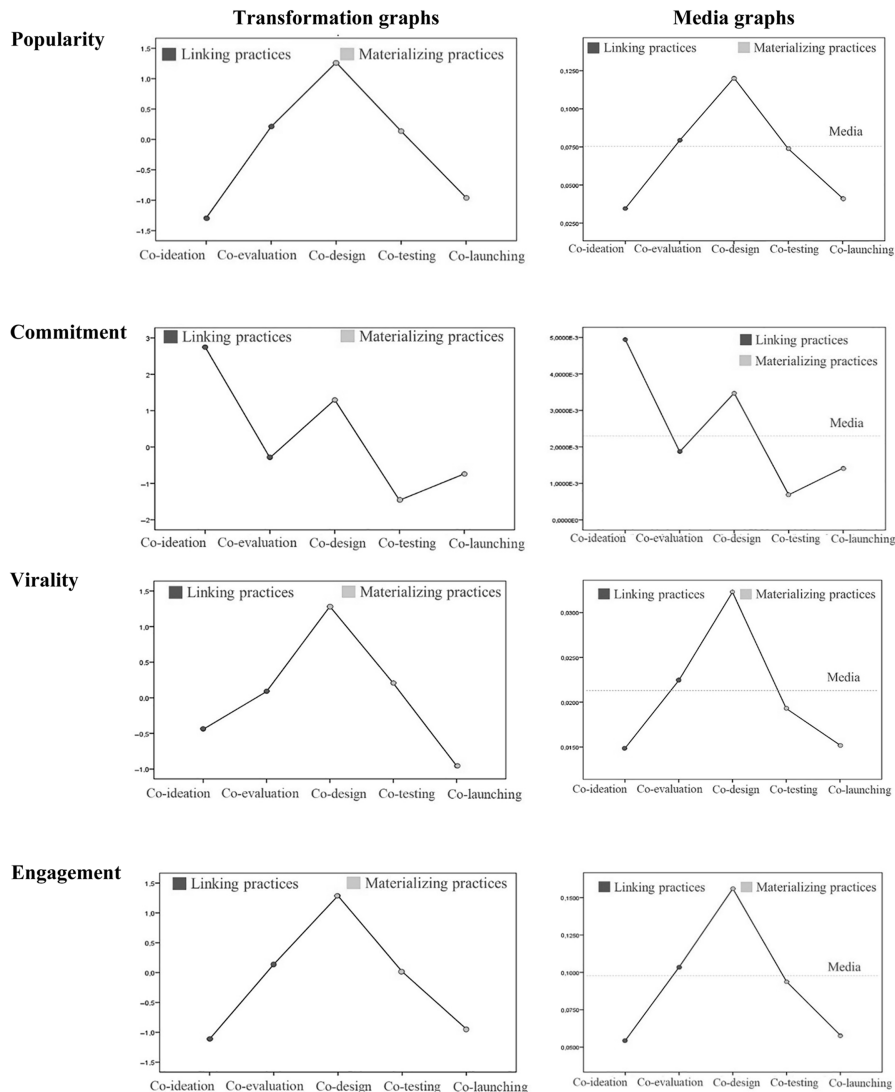 Transformation graphs
Media graphs
Popularity
Linking practices
Materializing practices
1.5
1.0
0.5
0.0
−0.5
−1.0
−1.5
Co-ideation Co-evaluation Co-design Co-testing Co-launching
Linking practices
Materializing practices
Media
0,1250
0,1000
0,0750
0,0500
0,0250
Co-ideation Co-evaluation Co-design Co-testing Co-launching
Commitment
Linking practices
Materializing practices
3
2
1
0
−1
−2
Co-ideation Co-evaluation Co-design Co-testing Co-launching
Linking practices
Materializing practices
Media
5,0000E-3
4,0000E-3
3,0000E-3
2,0000E-3
1,0000E-3
0,0000E0
Co-ideation Co-evaluation Co-design Co-testing Co-launching
Virality
Linking practices
Materializing practices
1.5
1.0
0.5
0.0
−0.5
−1.0
Co-ideation Co-evaluation Co-design Co-testing Co-launching
Linking practices
Materializing practices
Media
0,0300
0,0250
0,0200
0,0150
Co-ideation Co-evaluation Co-design Co-testing Co-launching
Engagement
Linking practices
Materializing practices
1,5
1,0
0,5
0,0
−0,5
−1,0
−1,5
Co-ideation Co-evaluation Co-design Co-testing Co-launching
Linking practices
Materializing practices
Media
0,1500
0,1250
0,1000
0,0750
0,0500
Co-ideation Co-evaluation Co-design Co-testing Co-launching